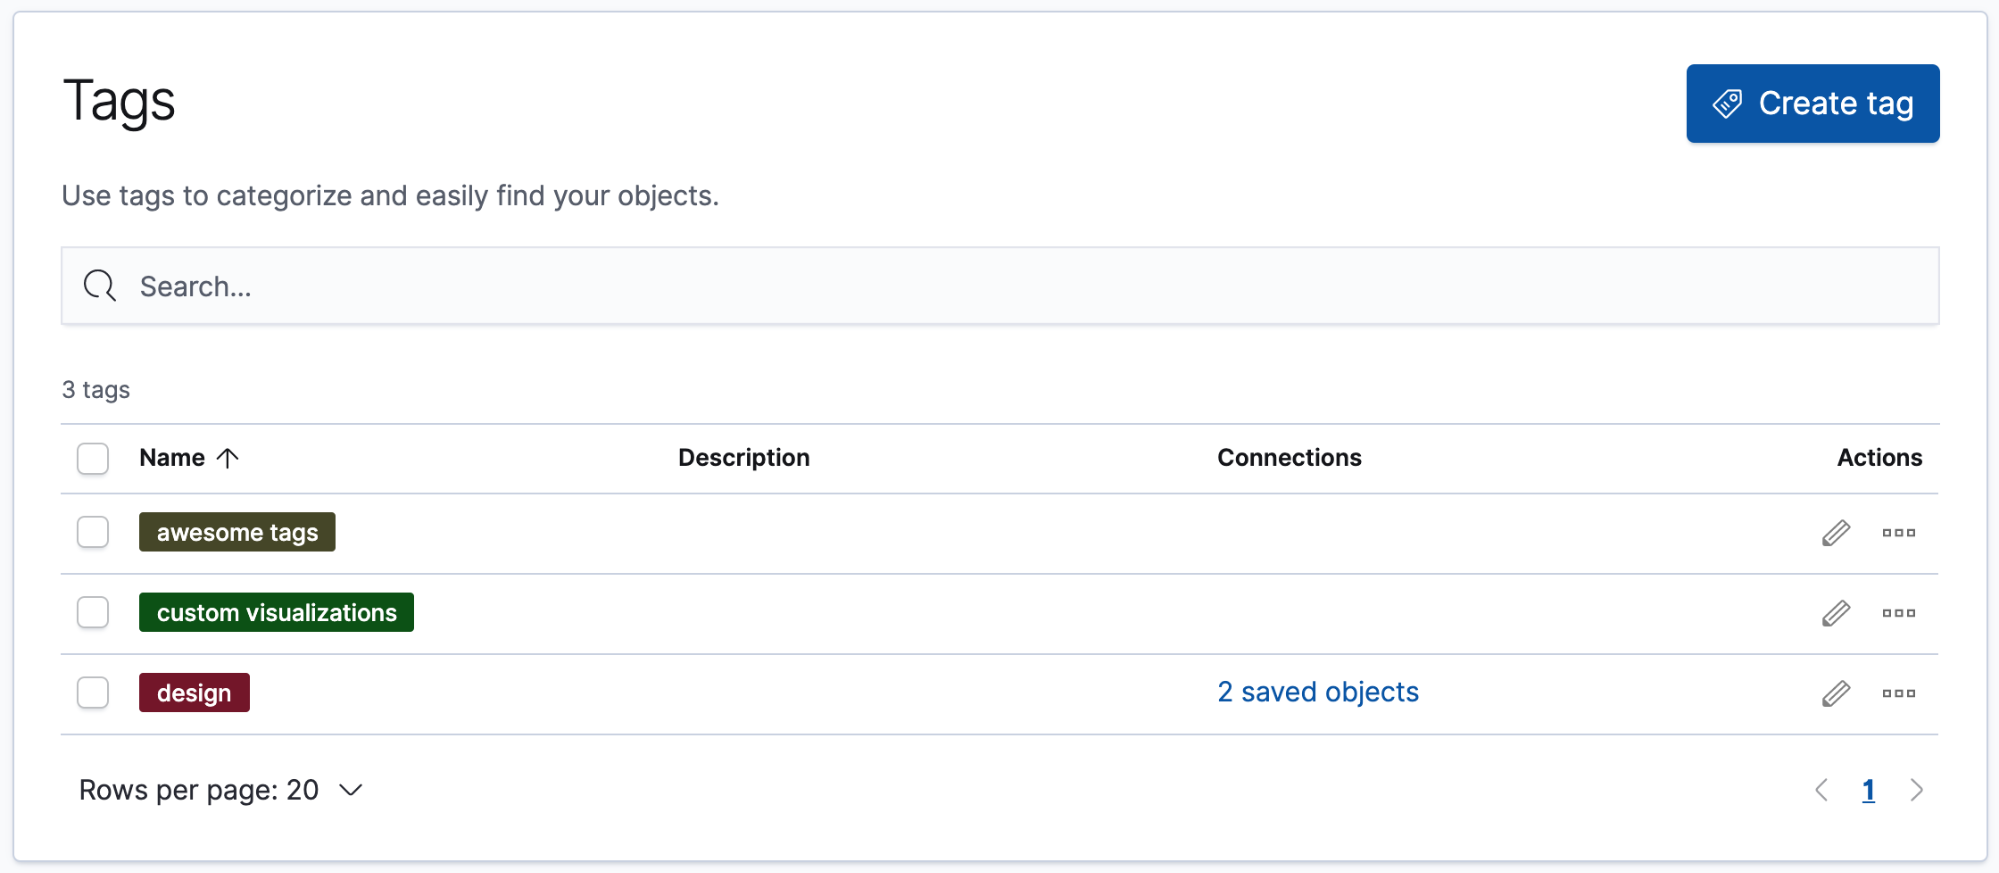 Tags
Create tag
Use tags to categorize and easily find your objects.
Search...
3 tags
Name Description Connections Actions
awesome tags
custom visualizations
design 2 saved objects
Rows per page: 20 1